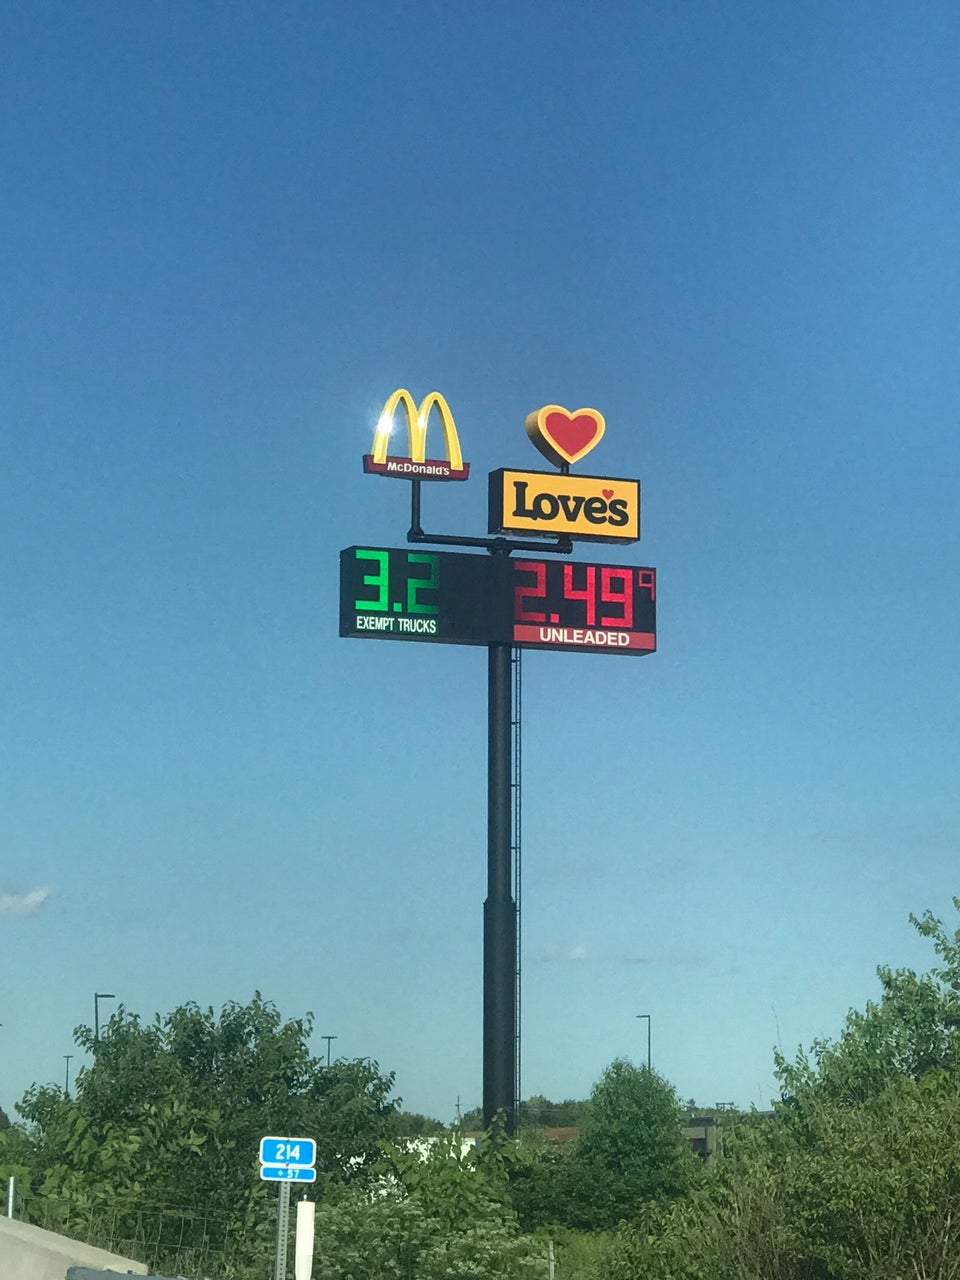 McDonald's
Love's
3.2
EXEMPT TRUCKS
2.49 9
UNLEADED
214
+ 57